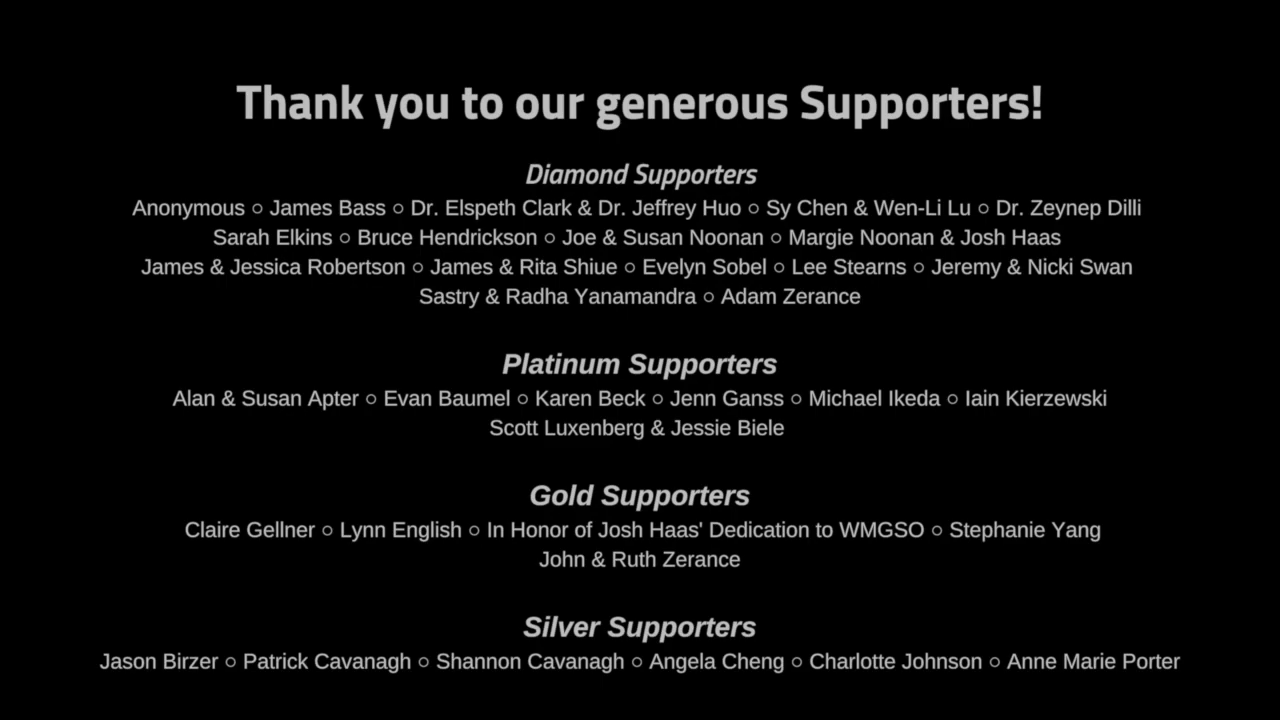 Thank you to our generous Supporters!
Diamond Supporters
Anonymous ○ James Bass ○ Dr. Elspeth Clark & Dr. Jeffrey Huo ○ Sy Chen & Wen-Li Lu ○ Dr. Zeynep Dilli
Sarah Elkins ○ Bruce Hendrickson ○ Joe & Susan Noonan ○ Margie Noonan & Josh Haas
James & Jessica Robertson ○ James & Rita Shiue ○ Evelyn Sobel ○ Lee Stearns ○ Jeremy & Nicki Swan
Sastry & Radha Yanamandra ○ Adam Zerance
Platinum Supporters
Alan & Susan Apter ○ Evan Baumel ○ Karen Beck ○ Jenn Ganss ○ Michael Ikeda ○ Iain Kierzewski
Scott Luxenberg & Jessie Biele
Gold Supporters
Claire Gellner ○ Lynn English ○ In Honor of Josh Haas' Dedication to WMGSO ○ Stephanie Yang
John & Ruth Zerance
Silver Supporters
Jason Birzer ○ Patrick Cavanagh ○ Shannon Cavanagh ○ Angela Cheng ○ Charlotte Johnson ○ Anne Marie Porter